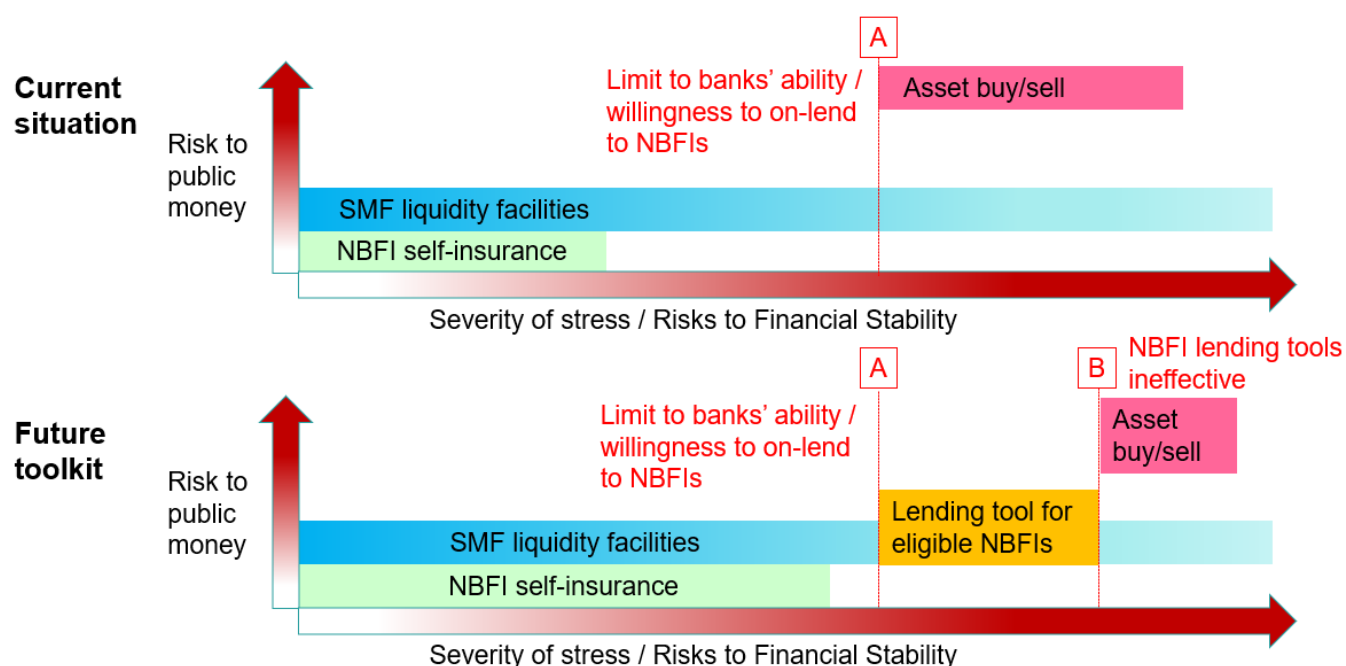 Current
situation
Risk to
public
money
Limit to banks' ability /
willingness to on-lend
to NBFIs
A
Asset buy/sell
SMF liquidity facilities
NBFI self-insurance
Severity of stress / Risks to Financial Stability
Future
toolkit
Risk to
public
money
Limit to banks' ability /
willingness to on-lend
to NBFIs
A
B
NBFI lending tools
ineffective
Asset
buy/sell
Lending tool for
eligible NBFIs
SMF liquidity facilities
NBFI self-insurance
Severity of stress / Risks to Financial Stability